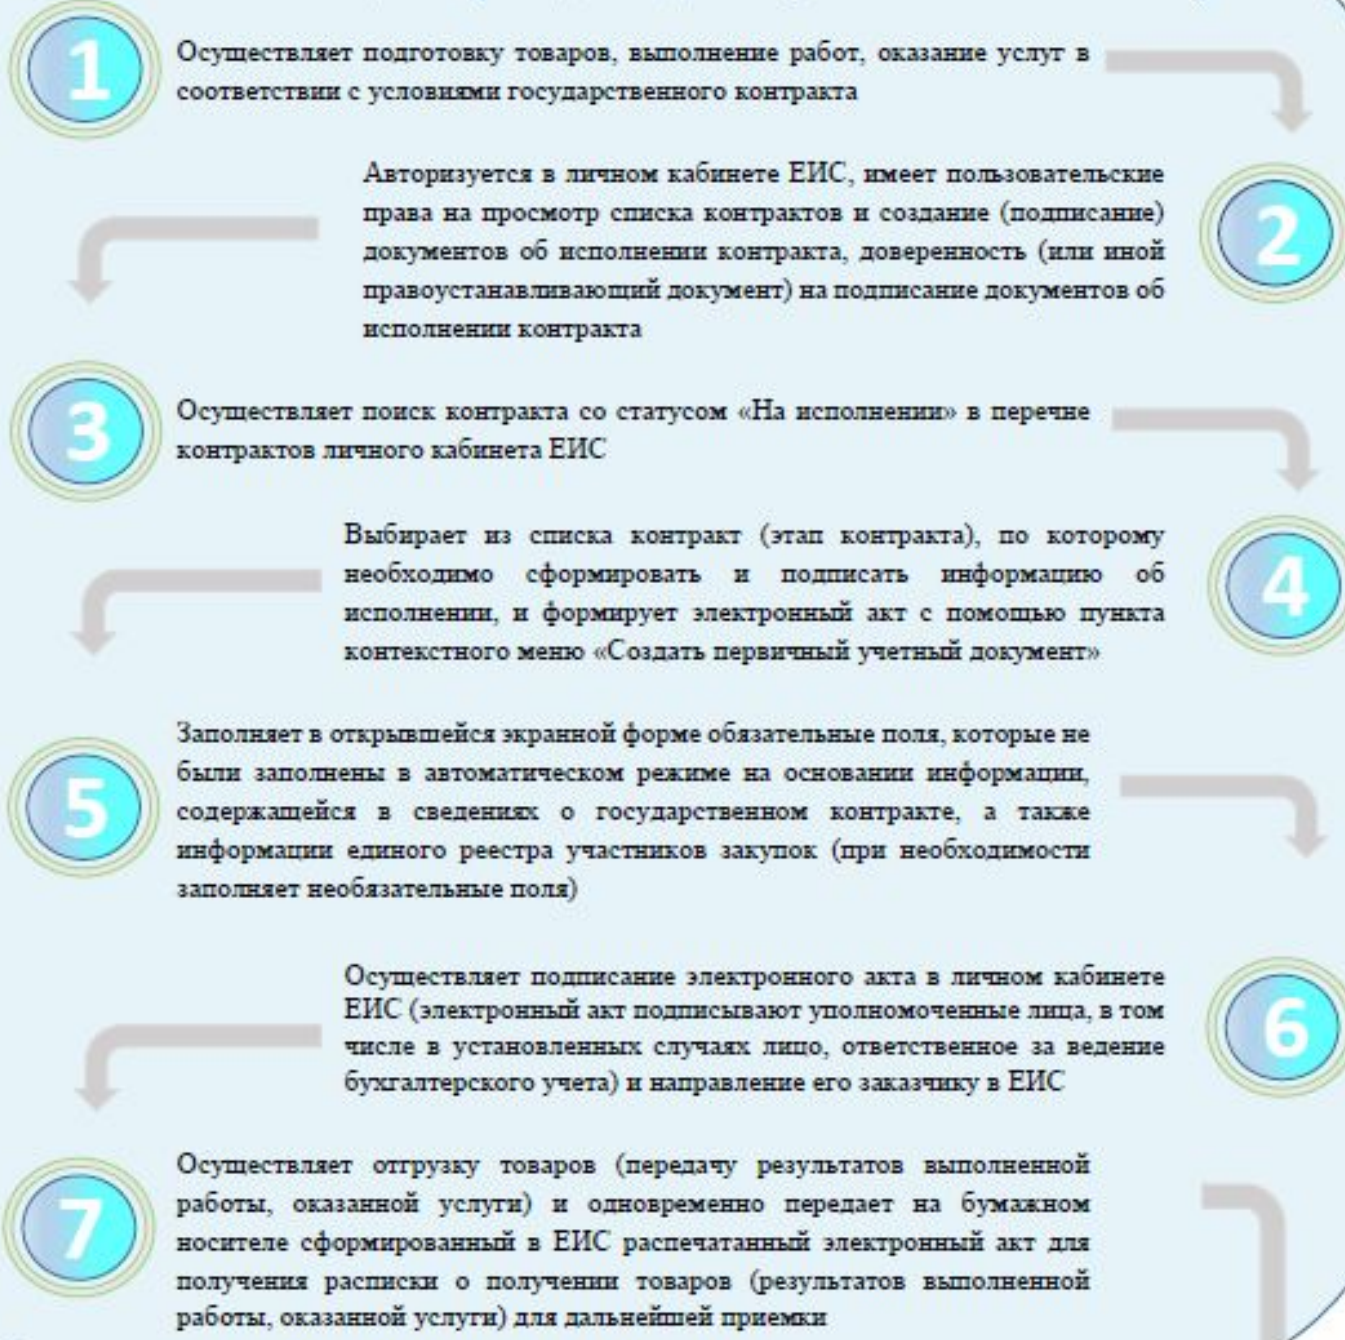 1
Осуществляет подготовку товаров, выполнение работ, оказание услуг в
соответствии с условиями государственного контракта
Авторизуется в личном кабинете ЕИС, имеет пользовательские
права на просмотр списка контрактов и создание (подписание)
документов об исполнении контракта, доверенность (или иной
правоустанавливающий документ) на подписание документов об
исполнении контракта
2
3
Осуществляет поиск контракта со статусом «На исполнении» в перечне
контрактов личного кабинета ЕИС
Выбирает из списка контракт (этап контракта), по которому
необходимо сформировать и подписать информацию об
исполнении, и формирует электронный акт с помощью пункта
контекстного меню «Создать первичный учетный документ»
4
Заполняет в открывшейся экранной форме обязательные поля, которые не
были заполнены в автоматическом режиме на основании информации,
содержащейся в сведениях о государственном контракте, а также
информации единого реестра участников закупок (при необходимости
заполняет необязательные поля)
5
Осуществляет подписание электронного акта в личном кабинете
ЕИС (электронный акт подписывают уполномоченные лица, в том
числе в установленных случаях лицо, ответственное за ведение
бухгалтерского учета) и направление его заказчику в ЕИС
6
Осуществляет отгрузку товаров (передачу результатов выполненной
работы, оказанной услуги) и одновременно передает на бумажном
носителе сформированный в ЕИС распечатанный электронный акт для
получения расписки о получении товаров (результатов выполненной
работы, оказанной услуги) для дальнейшей приемки
7